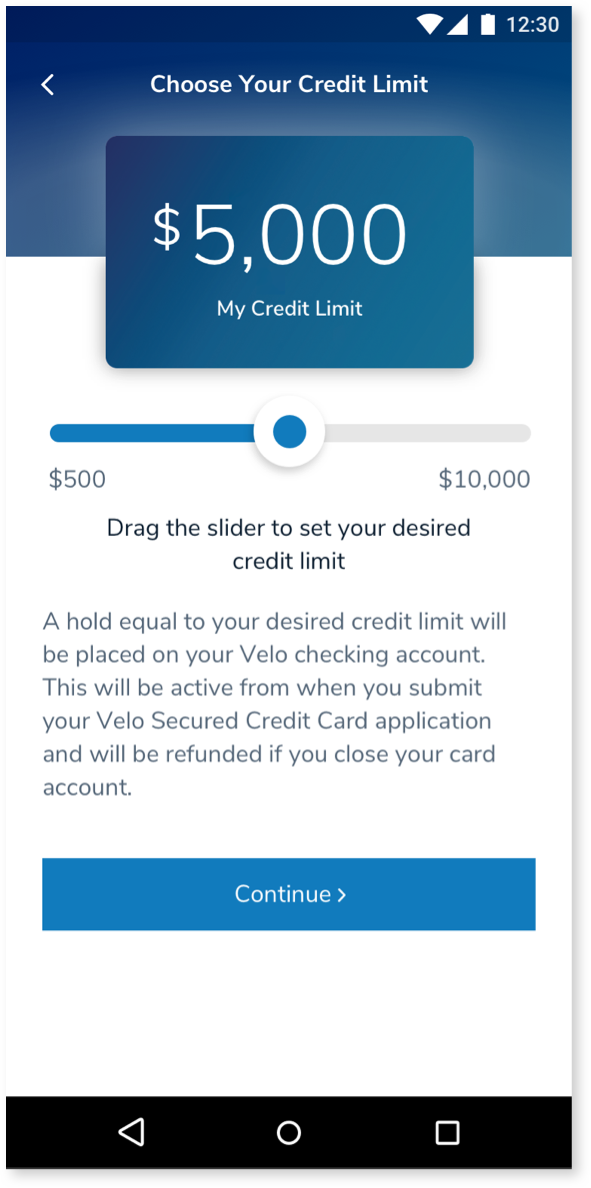 12:30
Choose Your Credit Limit
$5,000
My Credit Limit
$500 $10,000
Drag the slider to set your desired
credit limit
A hold equal to your desired credit limit will
be placed on your Velo checking account.
This will be active from when you submit
your Velo Secured Credit Card application
and will be refunded if you close your card
account.
Continue >